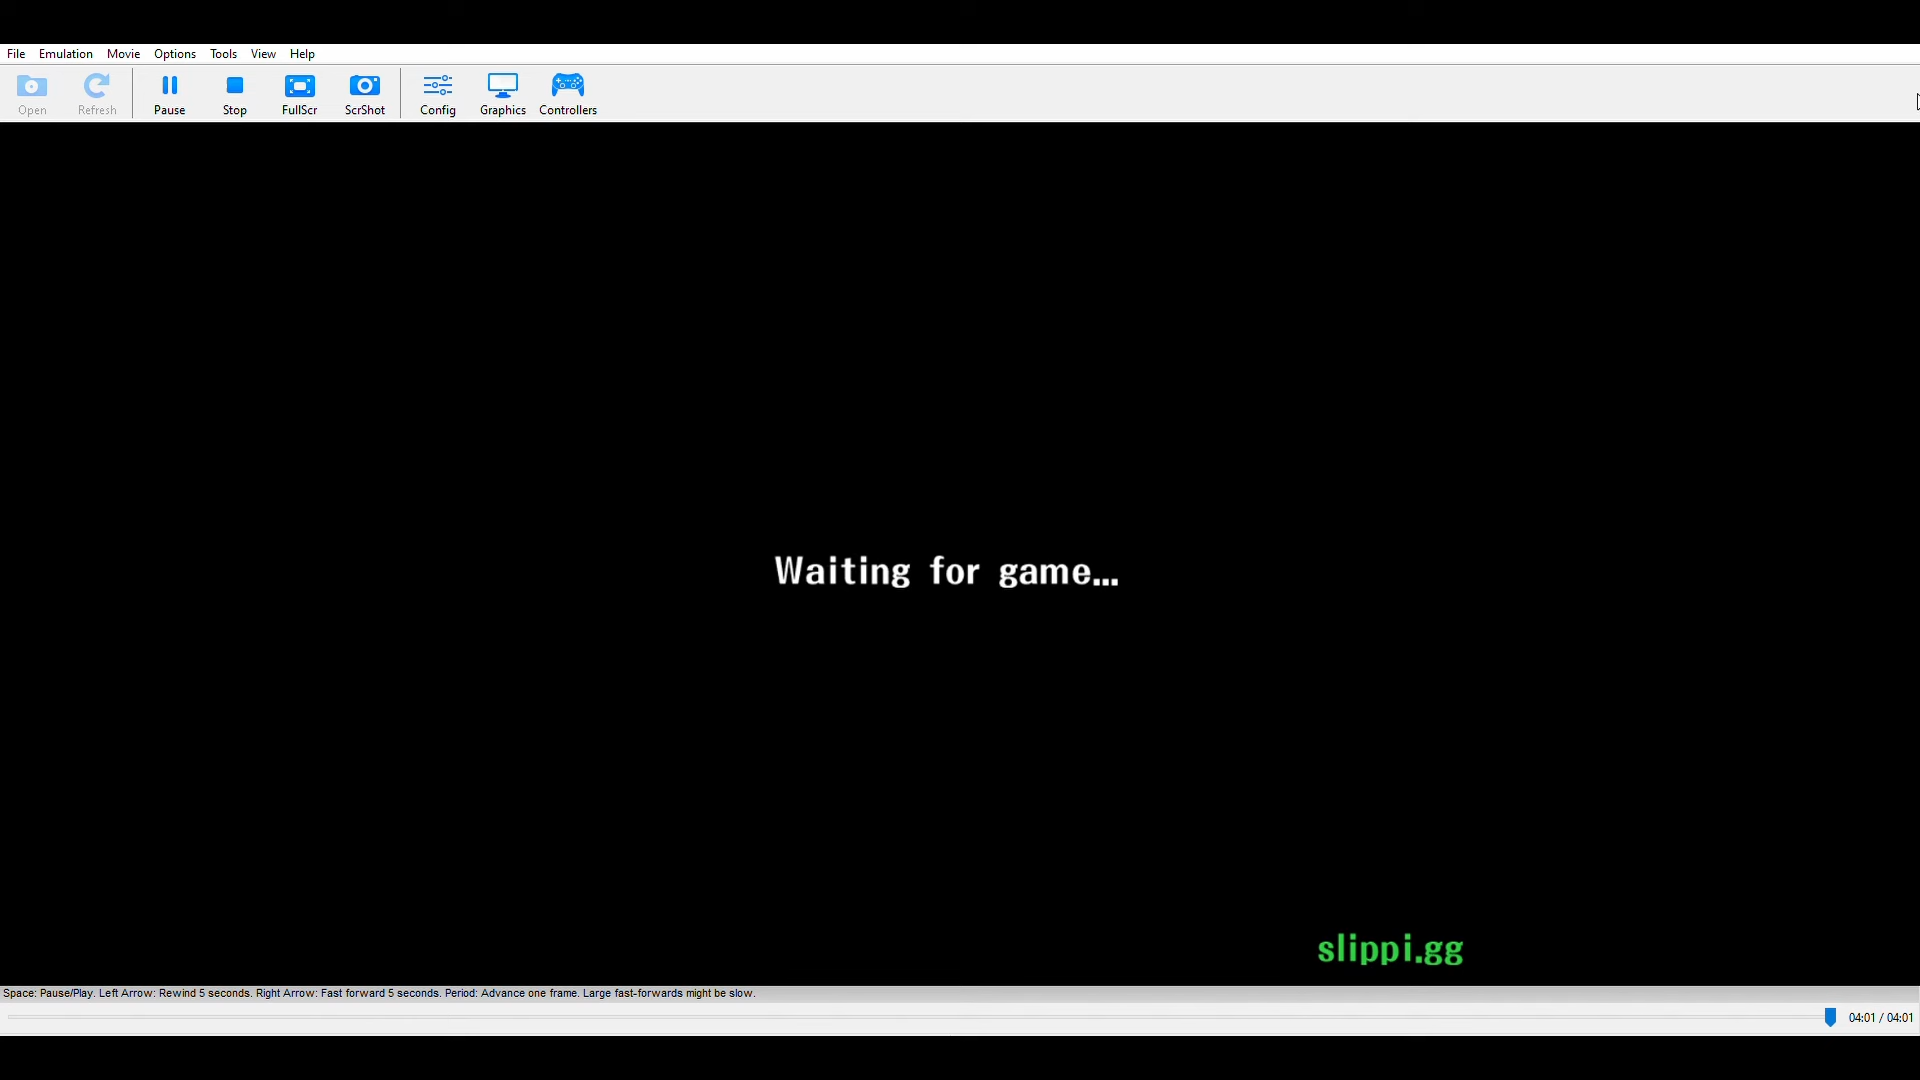 File Emulation Movie Options Tools View Help
Open Refresh Pause Stop FullScr ScrShot Config Graphics Controllers
Waiting for game...
slippi.gg
Space: Pause/Play. Left Arrow: Rewind 5 seconds. Right Arrow: Fast forward 5 seconds. Period: Advance one frame. Large fast-forwards might be slow.
04:01 / 04:01